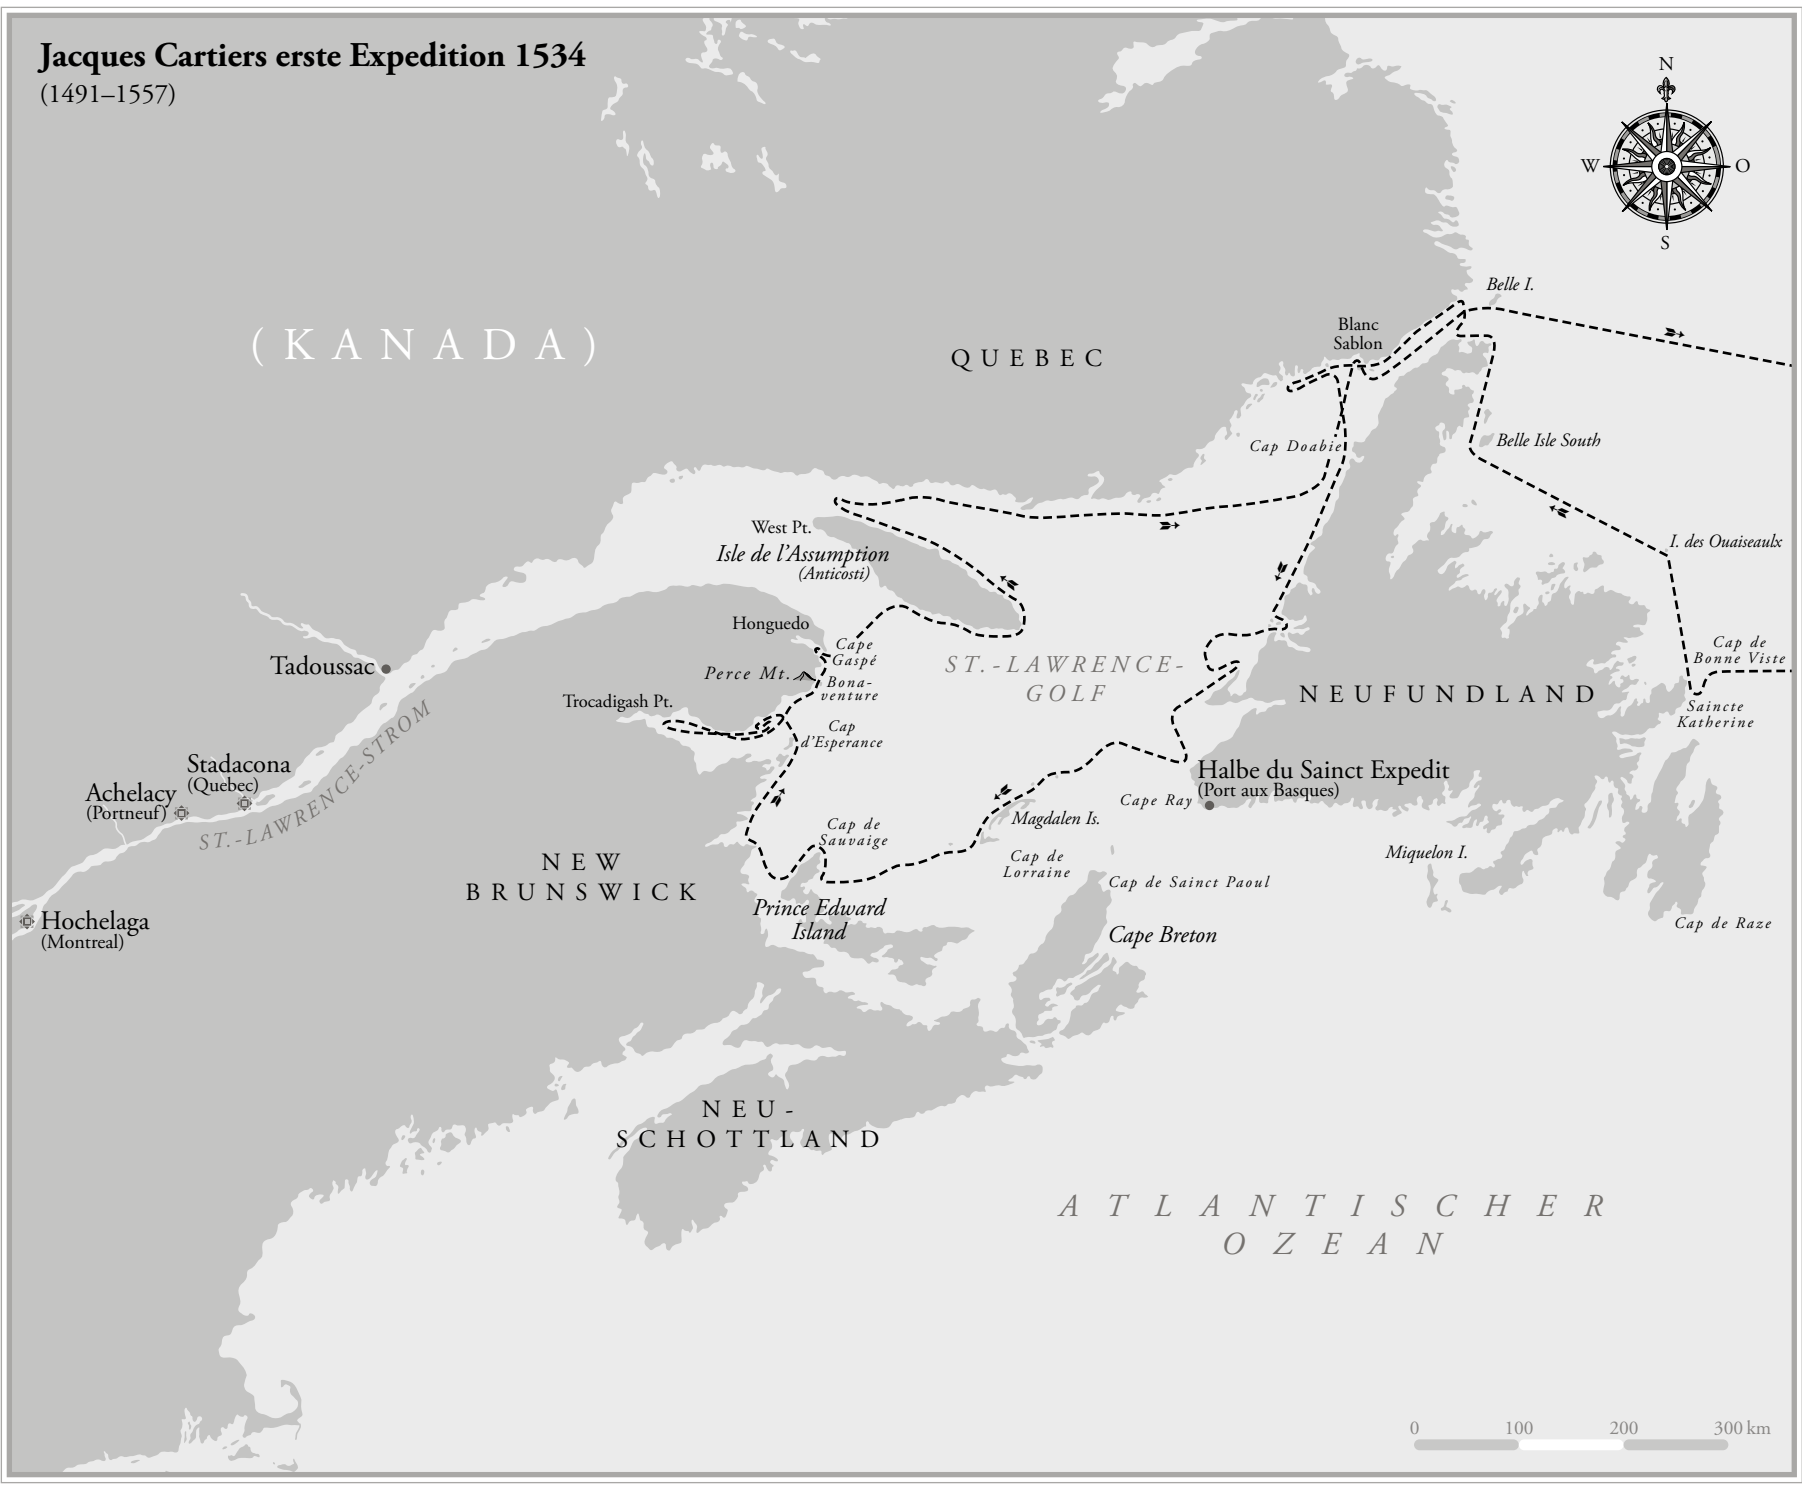 Jacques Cartiers erste Expedition 1534
(1491–1557)
N
W
O
S
Belle I.
Blanc
Sablon
(KANADA)
QUEBEC
Cap Doabie
Belle Isle South
West Pt.
Isle de l’Assumption
(Anticosti)
I. des Ouaiseaulx
Honguedo
Cape
Gaspé
Perce Mt.
Bona-
venture
Trocadigash Pt.
Cap
d’Esperance
ST.-LAWRENCE-
GOLF
Cap de
Bonne Viste
NEUFUNDLAND
Saincte
Katherine
Tadoussac
ST.-LAWRENCE-STROM
Stadacona
(Quebec)
Achelacy
(Portneuf)
Hochelaga
(Montreal)
Halbe du Sainct Expedit
(Port aux Basques)
Cape Ray
Magdalen Is.
Cap de
Sauvaige
Cap de
Lorraine
Miquelon I.
NEW
BRUNSWICK
Cap de Sainct Paoul
Prince Edward
Island
Cape Breton
Cap de Raze
NEU-
SCHOTTLAND
ATLANTISCHER
OZEAN
0 100 200 300 km